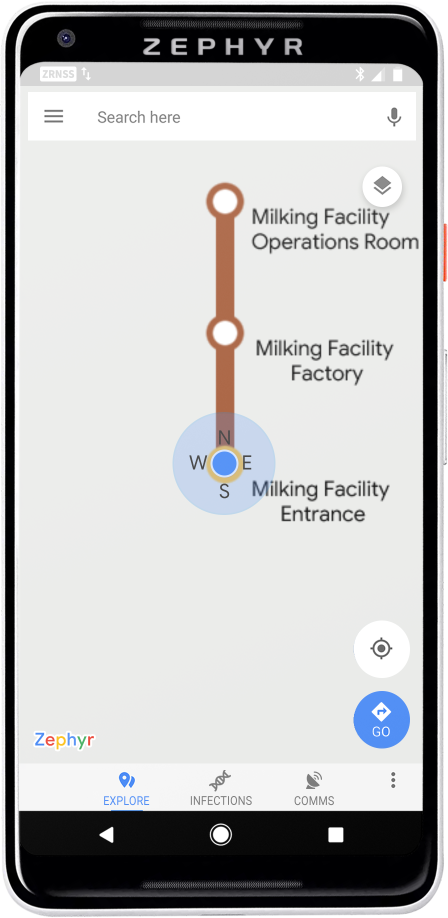 ZEPHYR
ZRNSS
Search here
Milking Facility
Operations Room
Milking Facility
Factory
N
W E
S
Milking Facility
Entrance
GO
Zephyr
EXPLORE INFECTIONS COMMS